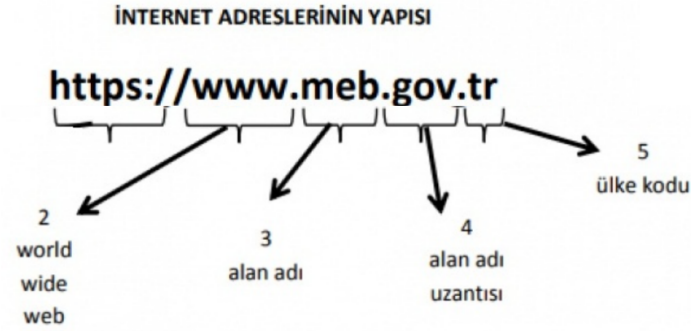 İNTERNET ADRESLERİNİN YAPISI
https://www.meb.gov.tr
5
ülke kodu
2
world
wide
web
3
alan adı
4
alan adı
uzantısı